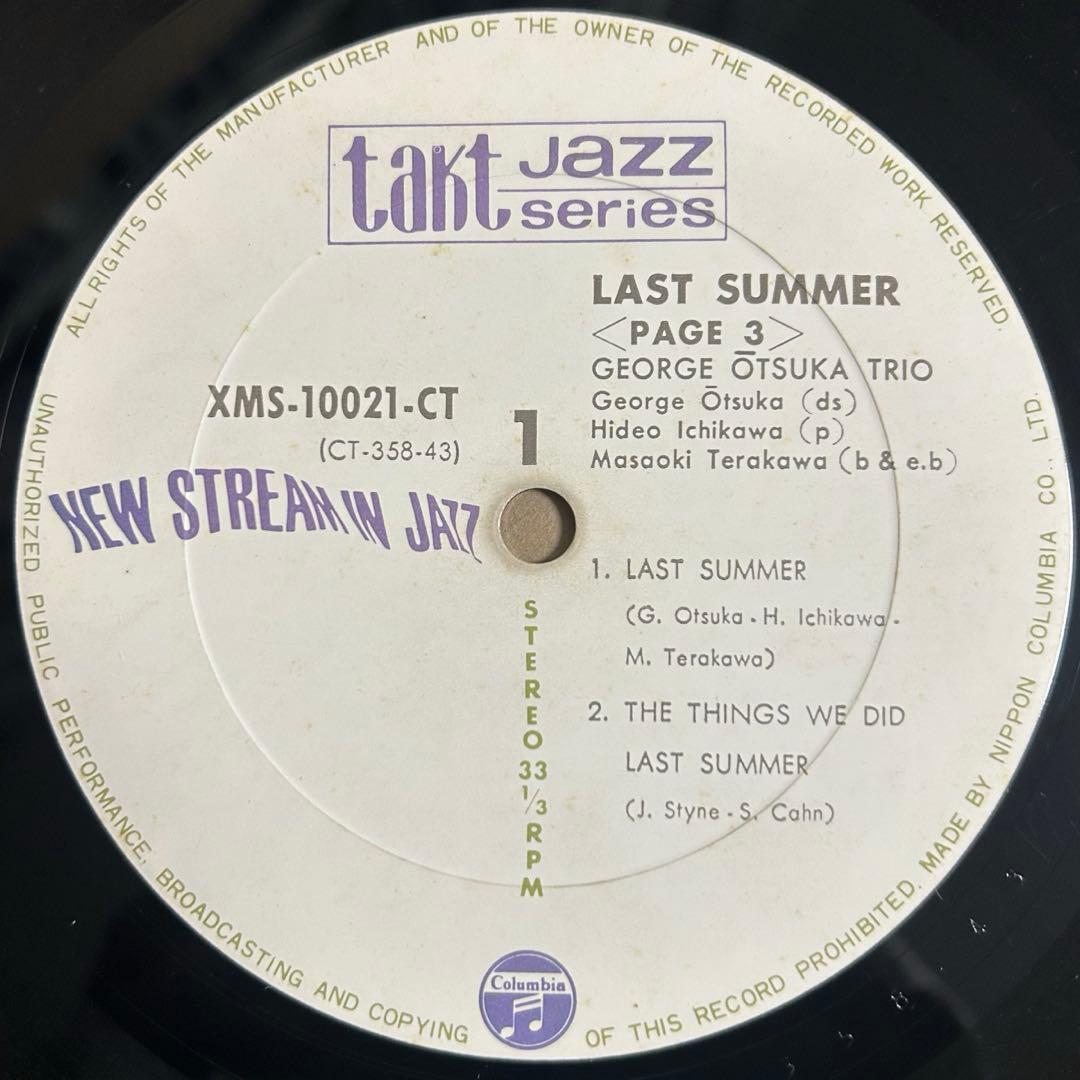 ALL RIGHTS OF THE MANUFACTURER AND OF THE OWNER OF THE RECORDED WORK RESERVED.
takt jazz
series
LAST SUMMER
<PAGE 3>
GEORGE ŌTSUKA TRIO
George Ōtsuka (ds)
Hideo Ichikawa (p)
Masaoki Terakawa (b & e.b)
XMS-10021-CT
(CT-358-43)
1
NEW STREAM IN JAZZ
1. LAST SUMMER
(G. Otsuka - H. Ichikawa -
M. Terakawa)
2. THE THINGS WE DID
LAST SUMMER
(J. Styne - S. Cahn)
STEREO 33 1/3 RPM
Columbia
UNAUTHORIZED PUBLIC PERFORMANCE, BROADCASTING AND COPYING OF THIS RECORD PROHIBITED. MADE BY NIPPON COLUMBIA CO., LTD.